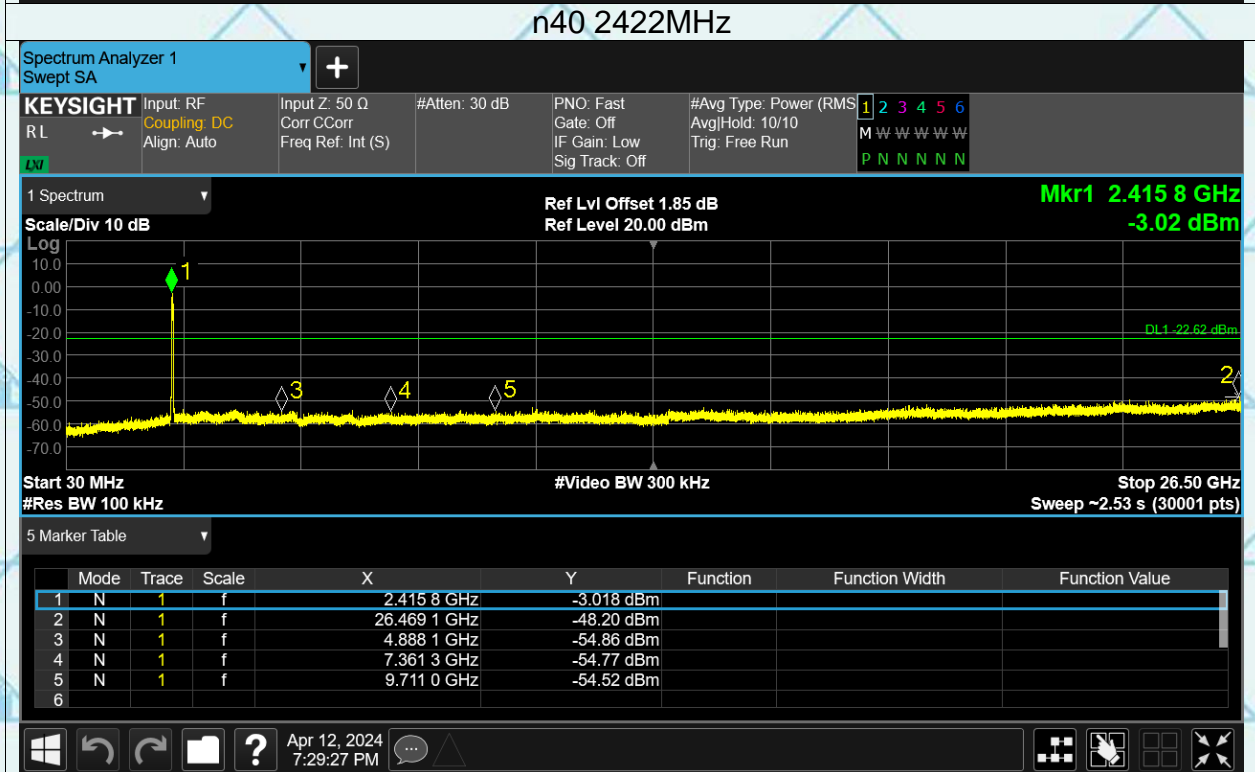 n40 2422MHz
Spectrum Analyzer 1
Swept SA
KEYSIGHT
RL
LXI
Input: RF
Coupling: DC
Align: Auto
Input Z: 50 Ω
Corr CCorr
Freq Ref: Int (S)
#Atten: 30 dB
PNO: Fast
Gate: Off
IF Gain: Low
Sig Track: Off
#Avg Type: Power (RMS
Avg|Hold: 10/10
Trig: Free Run
1 2 3 4 5 6
M W W W W W
P N N N N N
1 Spectrum
Scale/Div 10 dB
Ref Lvl Offset 1.85 dB
Ref Level 20.00 dBm
Mkr1 2.415 8 GHz
-3.02 dBm
Log
10.0
0.00
-10.0
-20.0
-30.0
-40.0
-50.0
-60.0
-70.0
1
3
4
5
2
DL1 -22.62 dBm
Start 30 MHz
#Video BW 300 kHz
Stop 26.50 GHz
#Res BW 100 kHz
Sweep ~2.53 s (30001 pts)
5 Marker Table
Mode Trace Scale X Y Function Function Width Function Value
1 N 1 f 2.415 8 GHz -3.018 dBm
2 N 1 f 26.469 1 GHz -48.20 dBm
3 N 1 f 4.888 1 GHz -54.86 dBm
4 N 1 f 7.361 3 GHz -54.77 dBm
5 N 1 f 9.711 0 GHz -54.52 dBm
6
?
Apr 12, 2024
7:29:27 PM